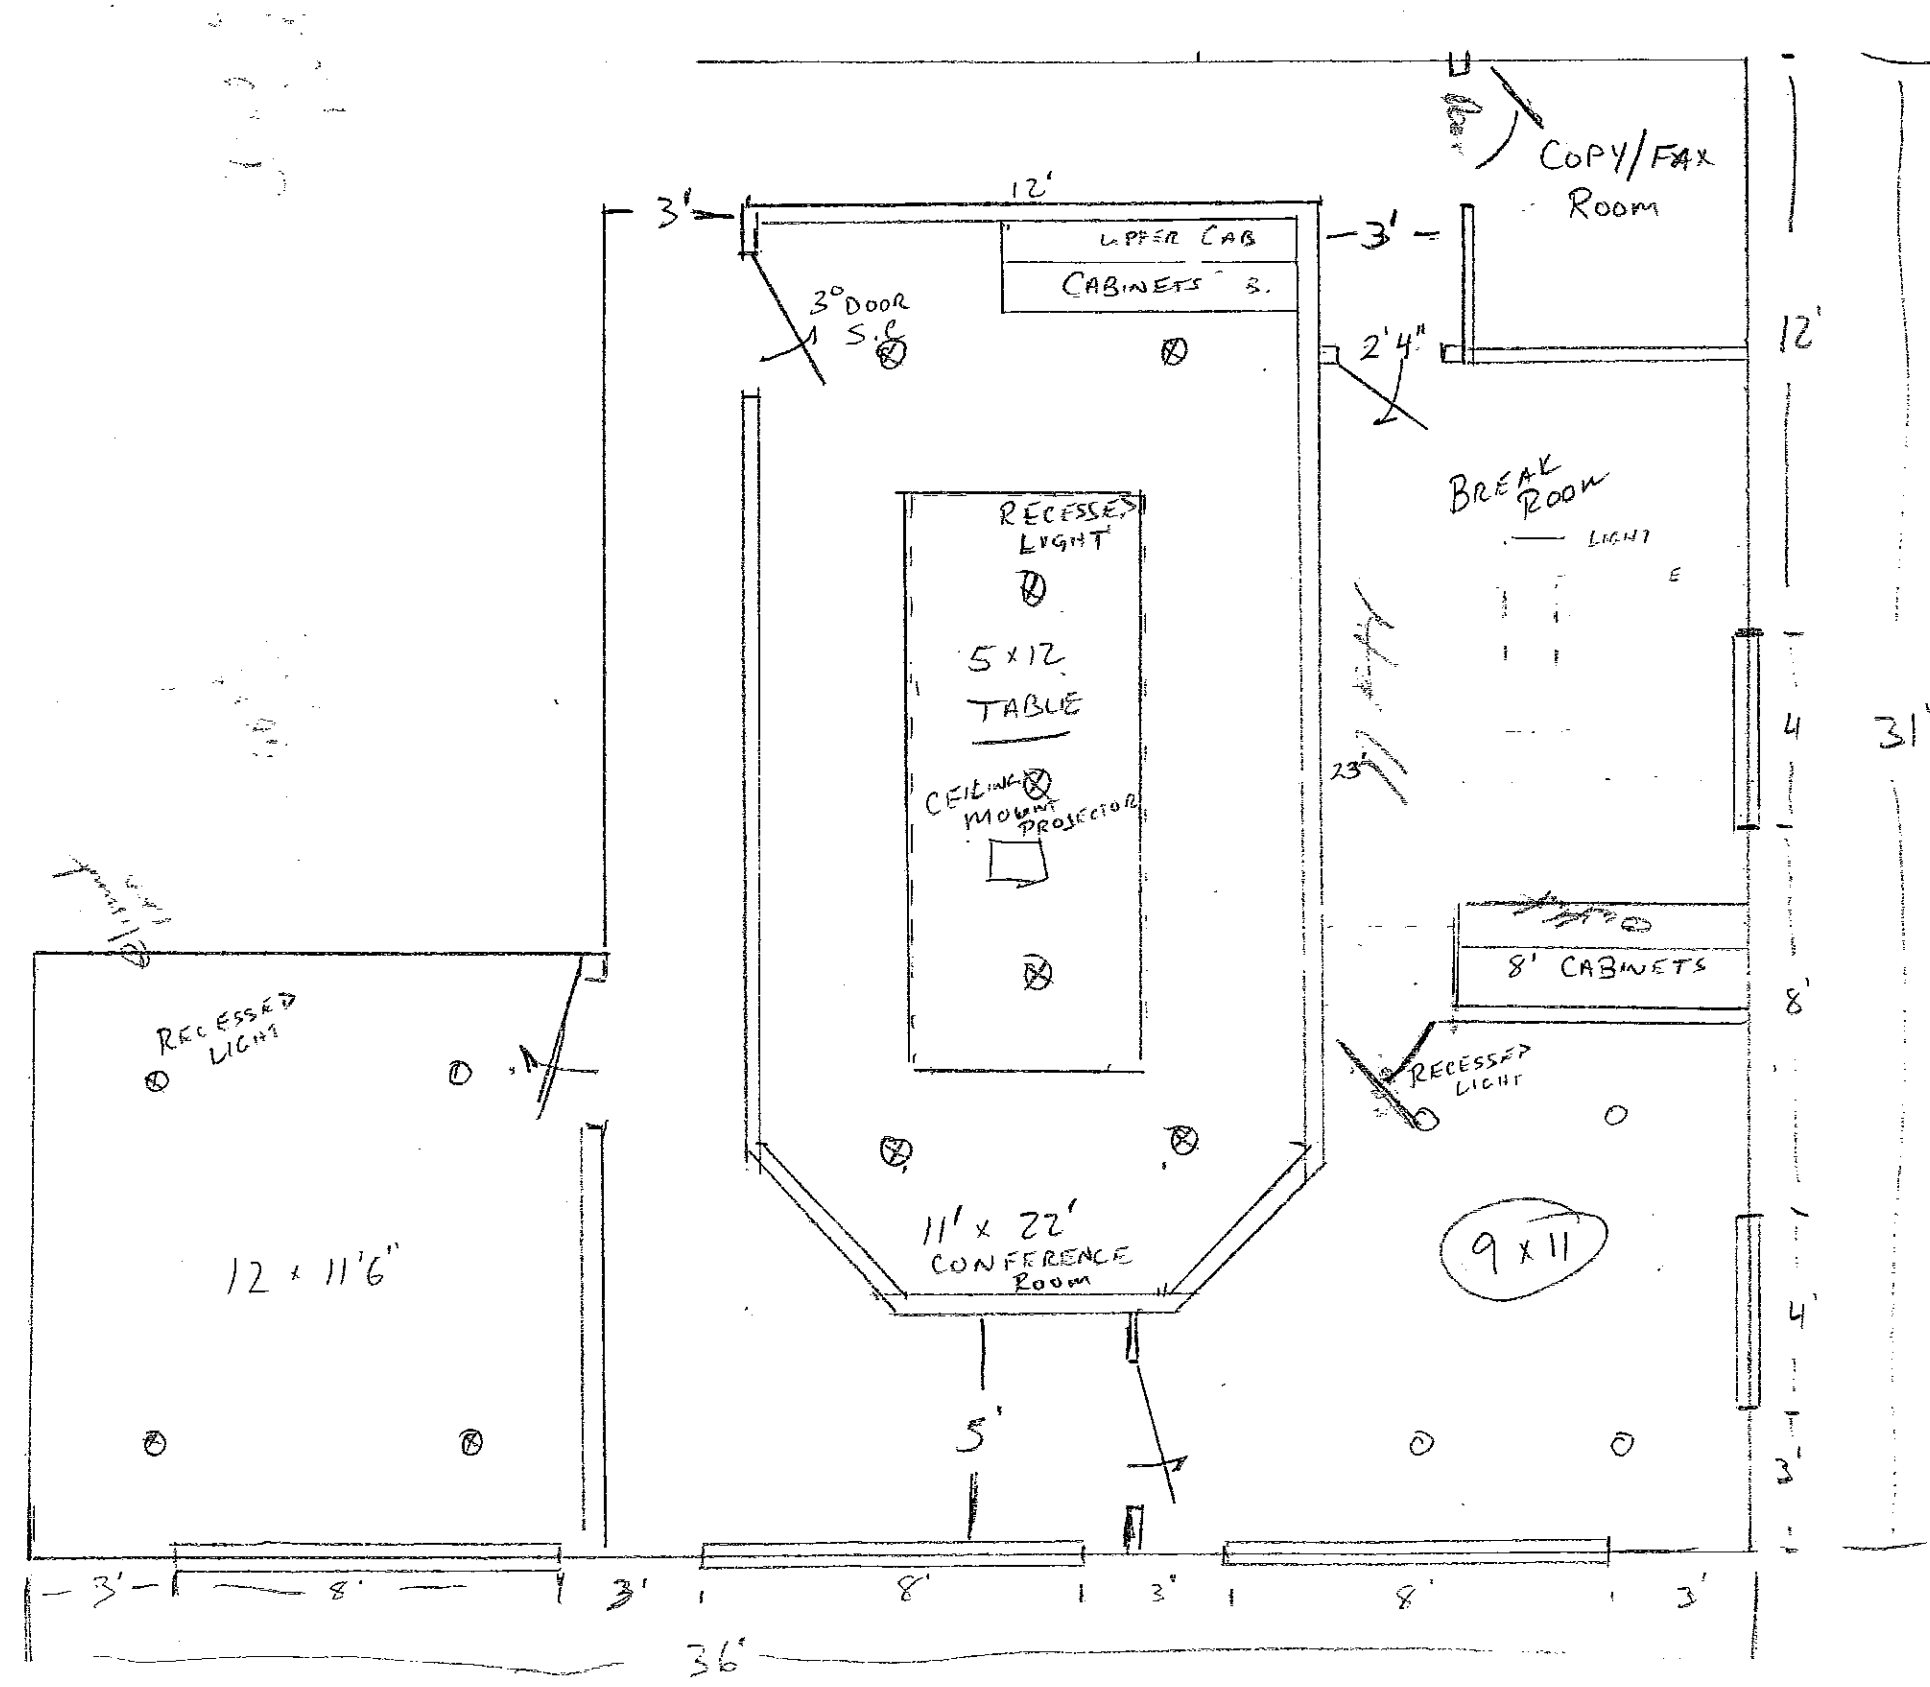 COPY/FAX
ROOM
12'
3'
UPPER CAB
3'
CABINETS
3° DOOR
S.C
2'4"
12'
BREAK
ROOM
LIGHT
E
RECESSED
LIGHT
5 x 12
TABLE
4
31'
23'
CEILING
MOUNT
PROJECTOR
8' CABINETS
8'
RECESSED
LIGHT
RECESSED
LIGHT
11' x 22'
CONFERENCE
ROOM
9 x 11
12 x 11'6"
4'
5'
3'
3'
8'
3'
8'
3'
8'
3'
36'